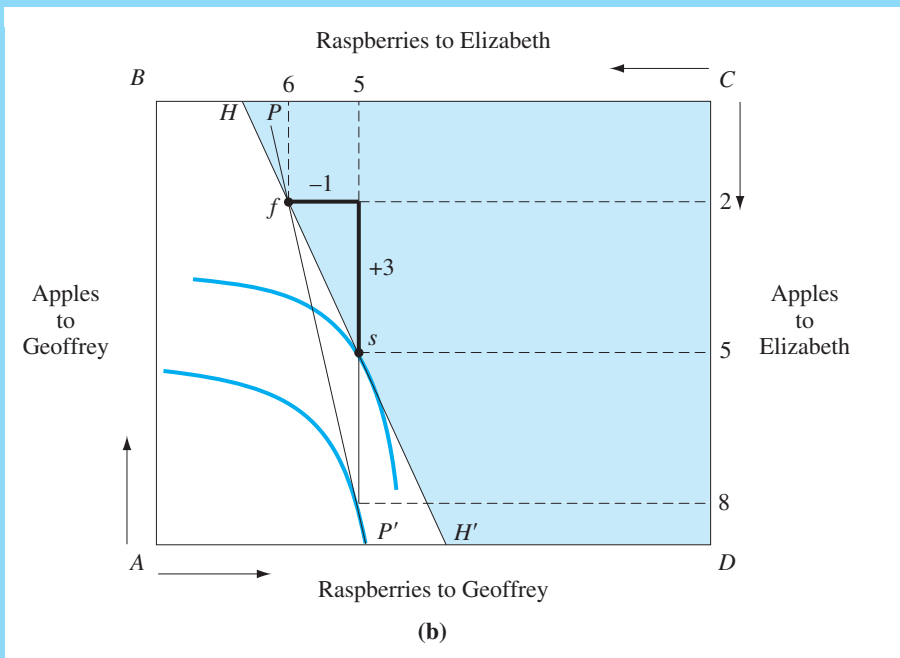 Raspberries to Elizabeth
B
6
5
C
H
P
–1
f
2
+3
Apples
to
Geoffrey
Apples
to
Elizabeth
s
5
8
P′
H′
A
D
Raspberries to Geoffrey
(b)